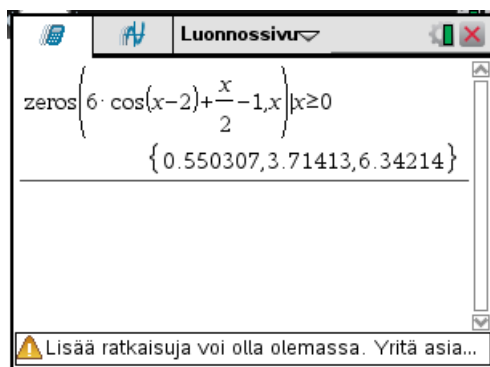 Luonnossivu
zeros(6· cos(x−2)+x/2−1,x)|x≥0
{0.550307,3.71413,6.34214}
Lisää ratkaisuja voi olla olemassa. Yritä asia...